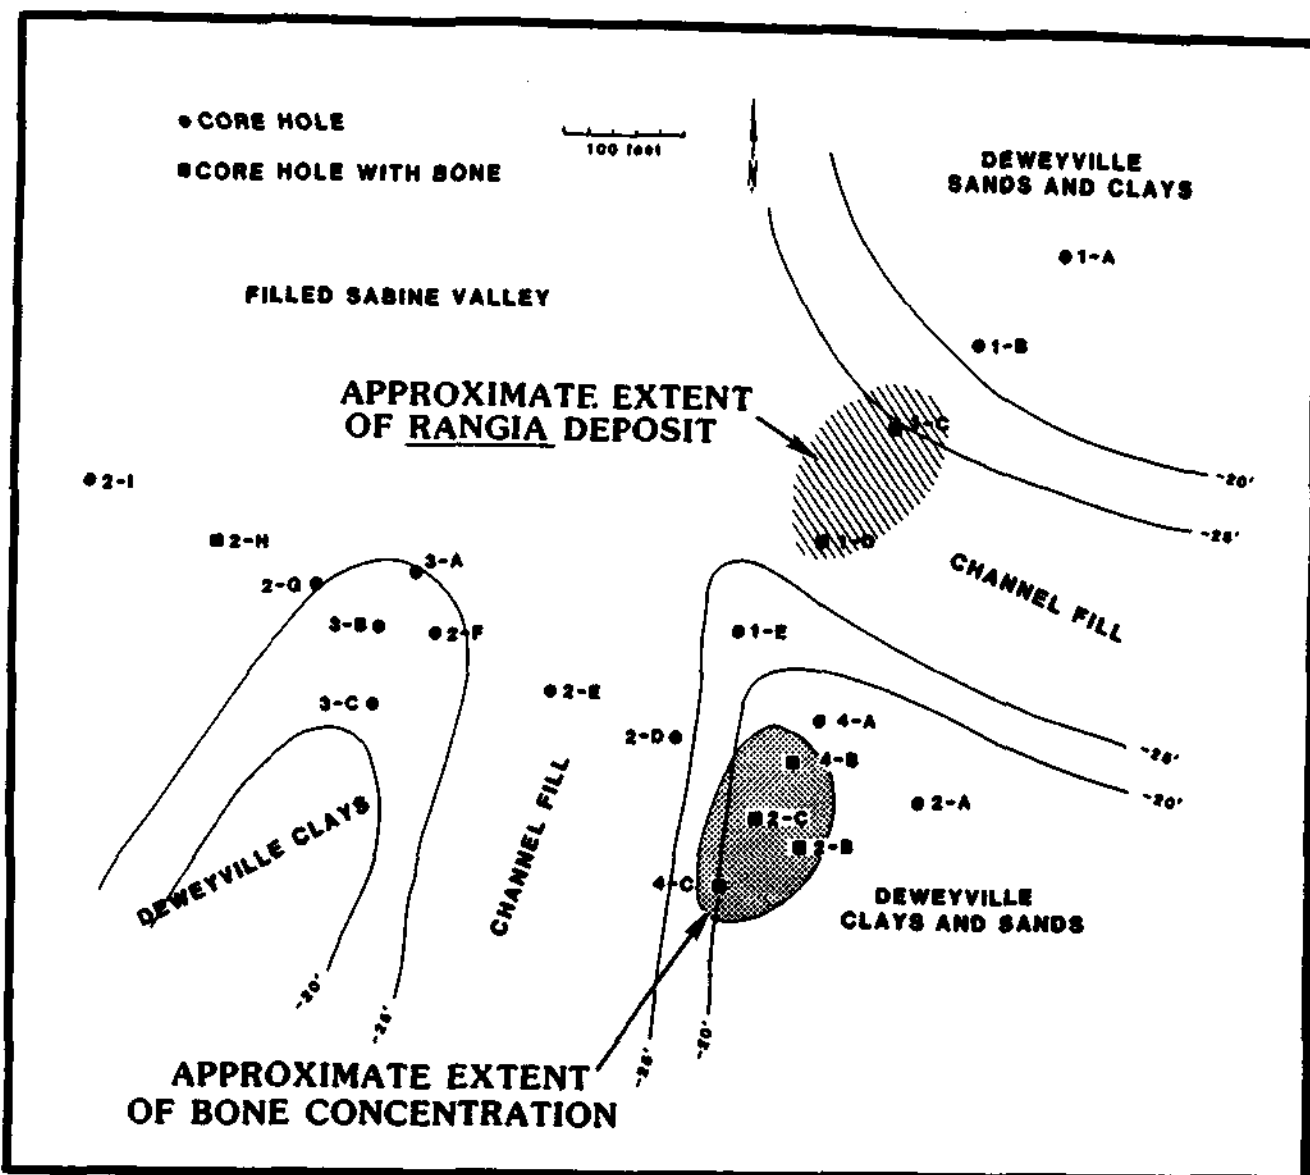 CORE HOLE
CORE HOLE WITH BONE
100 feet
DEWEYVILLE
SANDS AND CLAYS
1-A
FILLED SABINE VALLEY
1-B
APPROXIMATE EXTENT
OF RANGIA DEPOSIT
1-C
-20'
2-I
-25'
2-H
1-D
CHANNEL FILL
3-A
2-G
3-B
2-F
1-E
2-E
3-C
4-A
2-D
-25'
4-B
-20'
2-A
2-C
DEWEYVILLE CLAYS
CHANNEL FILL
2-B
4-C
DEWEYVILLE
CLAYS AND SANDS
-20'
-25'
-25'
-20'
APPROXIMATE EXTENT
OF BONE CONCENTRATION